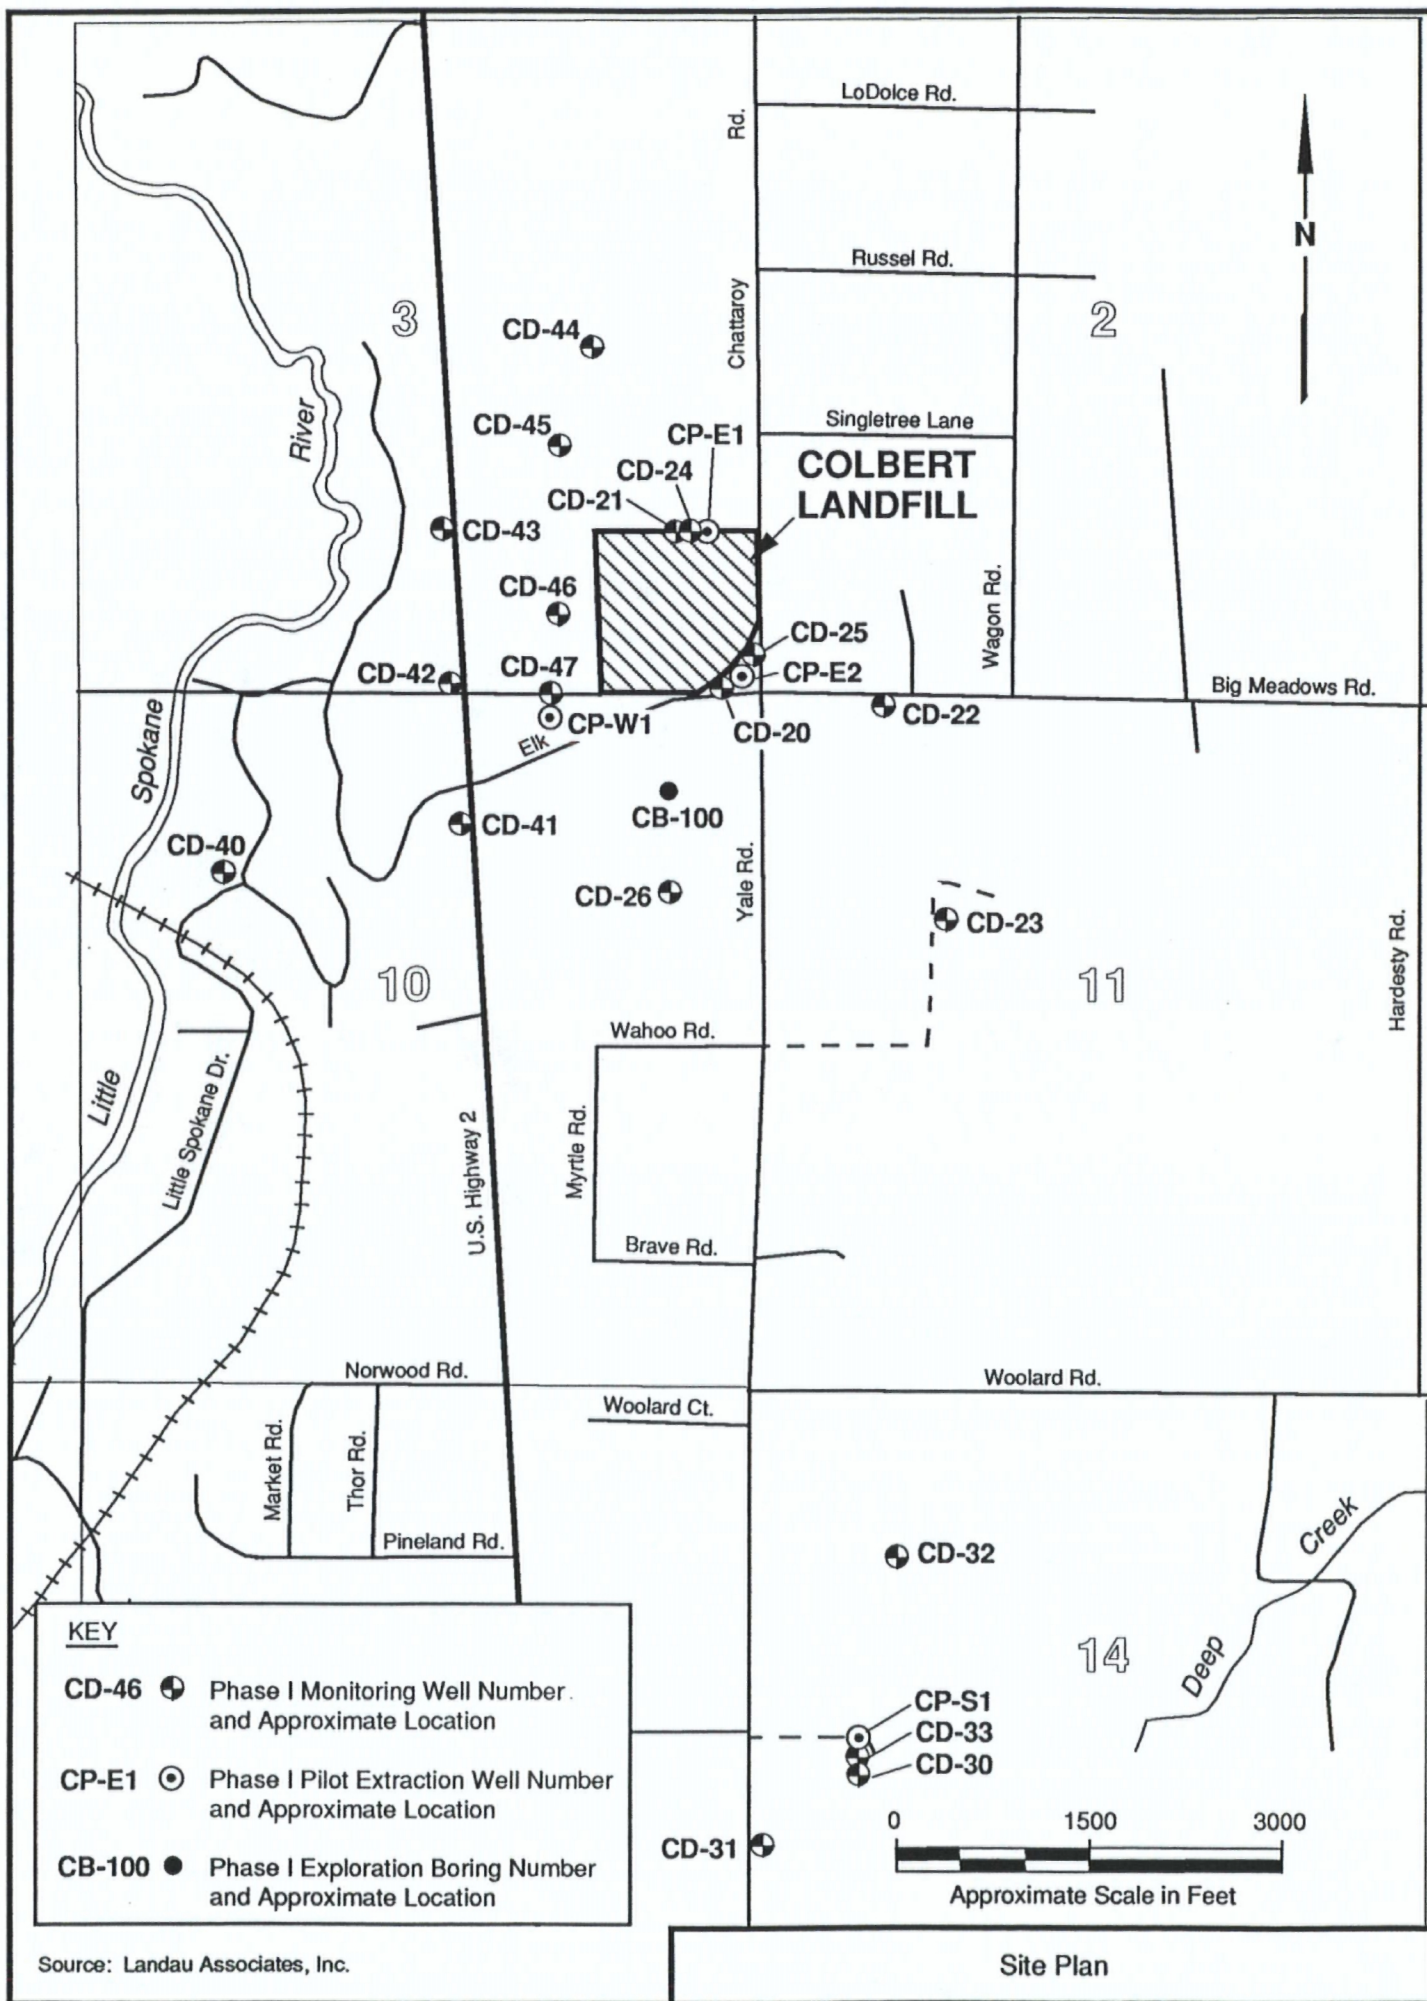 LoDolce Rd.
Rd.
N
Russel Rd.
3
2
CD-44
Chattaroy
River
CD-45
CP-E1
Singletree Lane
CD-24
COLBERT
LANDFILL
CD-21
CD-43
CD-46
Wagon Rd.
CD-25
CD-42
CD-47
CP-E2
Big Meadows Rd.
CD-22
CP-W1
CD-20
Elk
Spokane
CB-100
CD-41
CD-40
Yale Rd.
CD-26
CD-23
Hardesty Rd.
10
11
Wahoo Rd.
Little
Little Spokane Dr.
U.S. Highway 2
Myrtle Rd.
Brave Rd.
Norwood Rd.
Woolard Rd.
Woolard Ct.
Market Rd.
Thor Rd.
Pineland Rd.
Creek
CD-32
Deep
14
CP-S1
CD-33
CD-30
CD-31
0 1500 3000
Approximate Scale in Feet
KEY
CD-46 Phase I Monitoring Well Number
and Approximate Location
CP-E1 Phase I Pilot Extraction Well Number
and Approximate Location
CB-100 Phase I Exploration Boring Number
and Approximate Location
Source: Landau Associates, Inc.
Site Plan